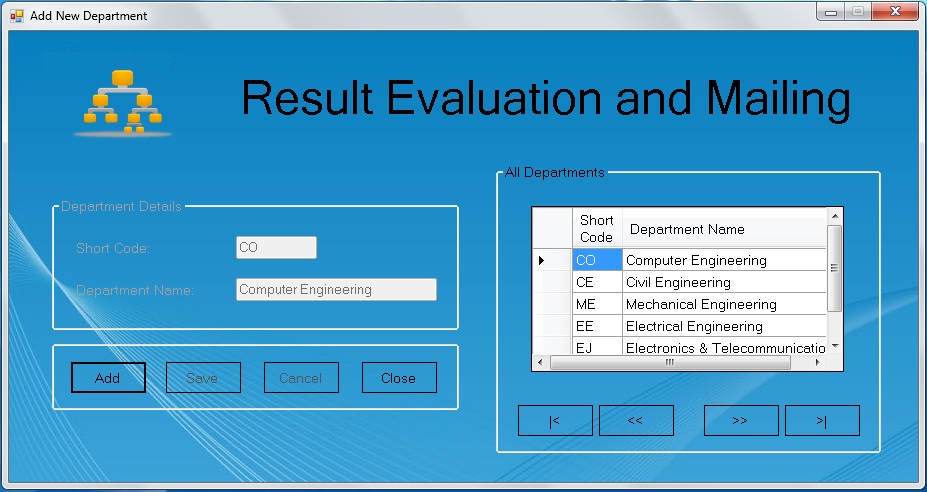 Add New Department
Result Evaluation and Mailing
Department Details
Short Code: CO
Department Name: Computer Engineering
Add Save Cancel Close
All Departments
Short Code Department Name
CO Computer Engineering
CE Civil Engineering
ME Mechanical Engineering
EE Electrical Engineering
EJ Electronics & Telecommunicatio
|< << >> >|